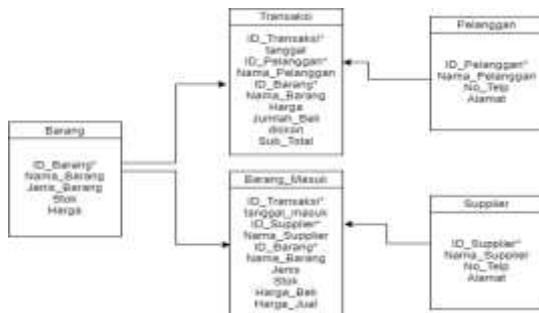 Transaksi
ID_Transaksi*
tanggal
ID_Pelanggan*
Nama_Pelanggan
ID_Barang*
Nama_Barang
Harga
Jumlah_Beli
diskon
Sub_Total
Pelanggan
ID_Pelanggan*
Nama_Pelanggan
No_Telp
Alamat
Barang
ID_Barang*
Nama_Barang
Jenis_Barang
Stok
Harga
Barang_Masuk
ID_Transaksi*
tanggal_masuk
ID_Supplier*
Nama_Supplier
ID_Barang*
Nama_Barang
Jenis
Stok
Harga_Beli
Harga_Jual
Supplier
ID_Supplier*
Nama_Supplier
No_Telp
Alamat